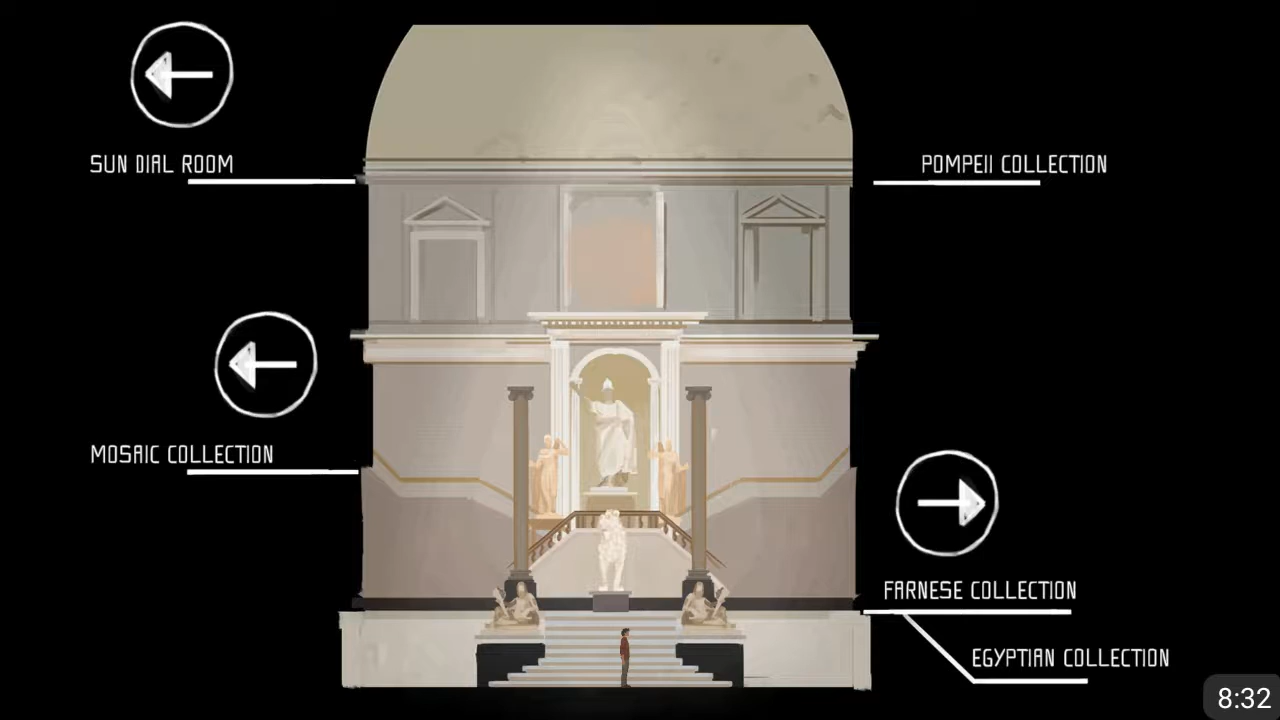 SUN DIAL ROOM
POMPEII COLLECTION
MOSAIC COLLECTION
FARNESE COLLECTION
EGYPTIAN COLLECTION
8:32